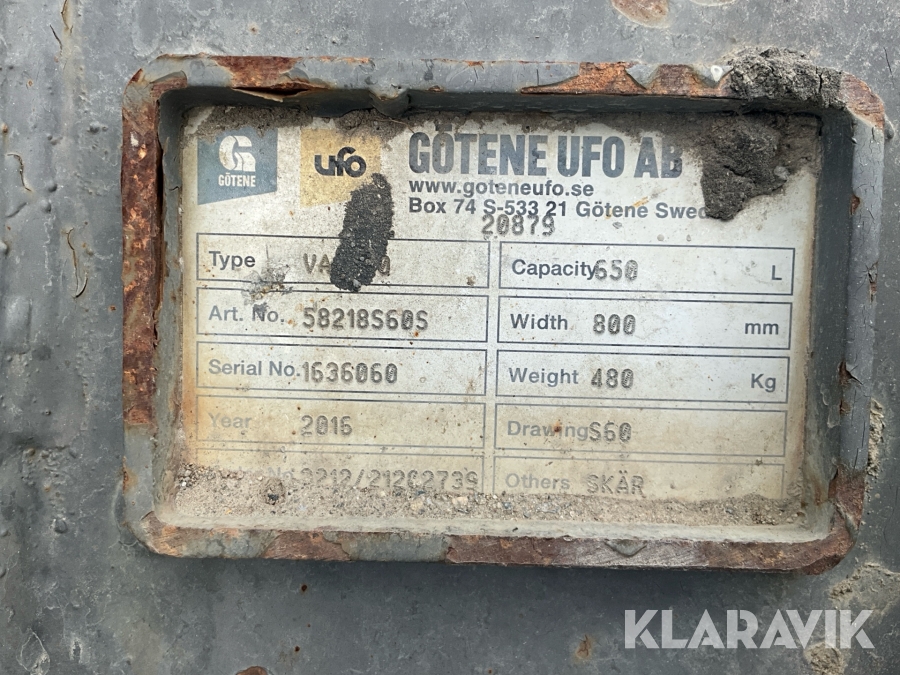 GÖTENE
ufo
GÖTENE UFO AB
www.goteneufo.se
Box 74 S-533 21 Götene
20879
Type
Capacity 650 L
Art. No. 58218S60S
Width 800 mm
Serial No. 1636060
Weight 480 Kg
Year 2016
Drawing S60
Others SKÄR
KLARAVIK